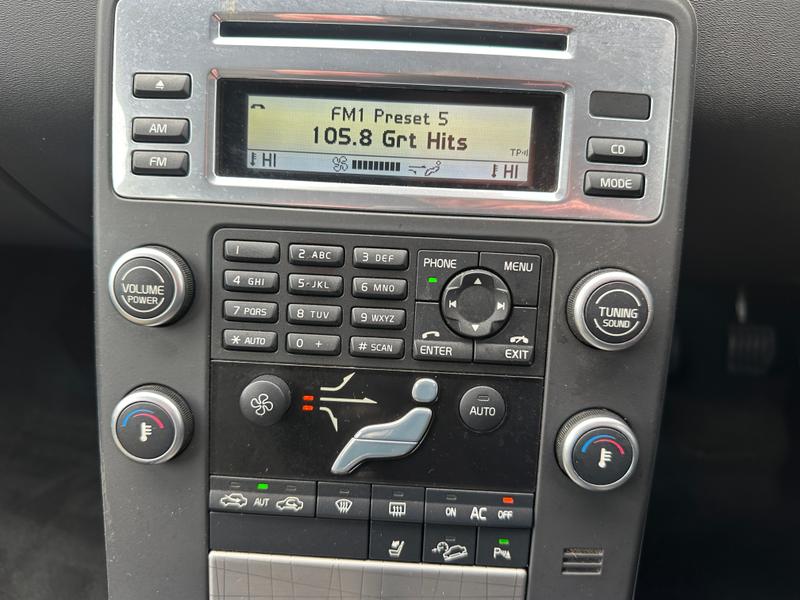 FM1 Preset 5
105.8 Grt Hits
TP
HI
HI
AM
FM
CD
MODE
1
2 ABC
3 DEF
4 GHI
5 JKL
6 MNO
7 PQRS
8 TUV
9 WXYZ
* AUTO
0 +
# SCAN
PHONE
MENU
ENTER
EXIT
VOLUME
POWER
TUNING
SOUND
AUTO
AUT
ON AC OFF
P